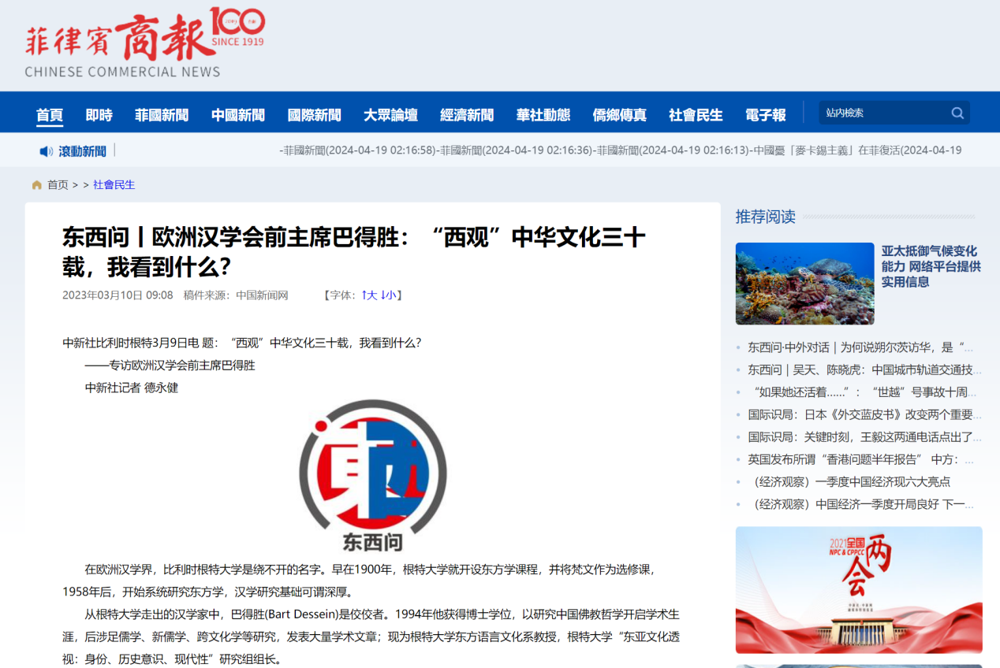 菲律賓商報100
SINCE 1919
CHINESE COMMERCIAL NEWS
首頁 即時 菲國新聞 中國新聞 國際新聞 大眾論壇 經濟新聞 華社動態 僑鄉傳真 社會民生 電子報 站内檢索
滾動新聞
-菲國新聞(2024-04-19 02:16:58)-菲國新聞(2024-04-19 02:16:36)-菲國新聞(2024-04-19 02:16:13)-中國憂「麥卡錫主義」在菲復活(2024-04-19
首页 > > 社會民生
东西问丨欧洲汉学会前主席巴得胜：“西观”中华文化三十
载，我看到什么？
2023年03月10日 09:08 稿件来源：中国新闻网 【字体：↑大 ↓小】
中新社比利时根特3月9日电 题：“西观”中华文化三十载，我看到什么？
——专访欧洲汉学会前主席巴得胜
中新社记者 德永健
东西问
在欧洲汉学界，比利时根特大学是绕不开的名字。早在1900年，根特大学就开设东方学课程，并将梵文作为选修课，
1958年后，开始系统研究东方学，汉学研究基础可谓深厚。
从根特大学走出的汉学家中，巴得胜(Bart Dessein)是佼佼者。1994年他获得博士学位，以研究中国佛教哲学开启学术生
涯，后涉足儒学、新儒学、跨文化学等研究，发表大量学术文章；现为根特大学东方语言文化系教授，根特大学“东亚文化透
视：身份、历史意识、现代性”研究组组长。
推荐阅读
亚太抵御气候变化
能力 网络平台提供
实用信息
东西问·中外对话 | 为何说朔尔茨访华，是“...
东西问 | 吴天、陈晓虎：中国城市轨道交通技...
“如果她还活着……”：“世越”号事故十周...
国际识局：日本《外交蓝皮书》改变两个重要...
国际识局：关键时刻，王毅这两通电话点出了...
英国发布所谓“香港问题半年报告” 中方：...
（经济观察）一季度中国经济现六大亮点
（经济观察）中国经济一季度开局良好 下一...
2021全国
NPC & CPPCC
两会